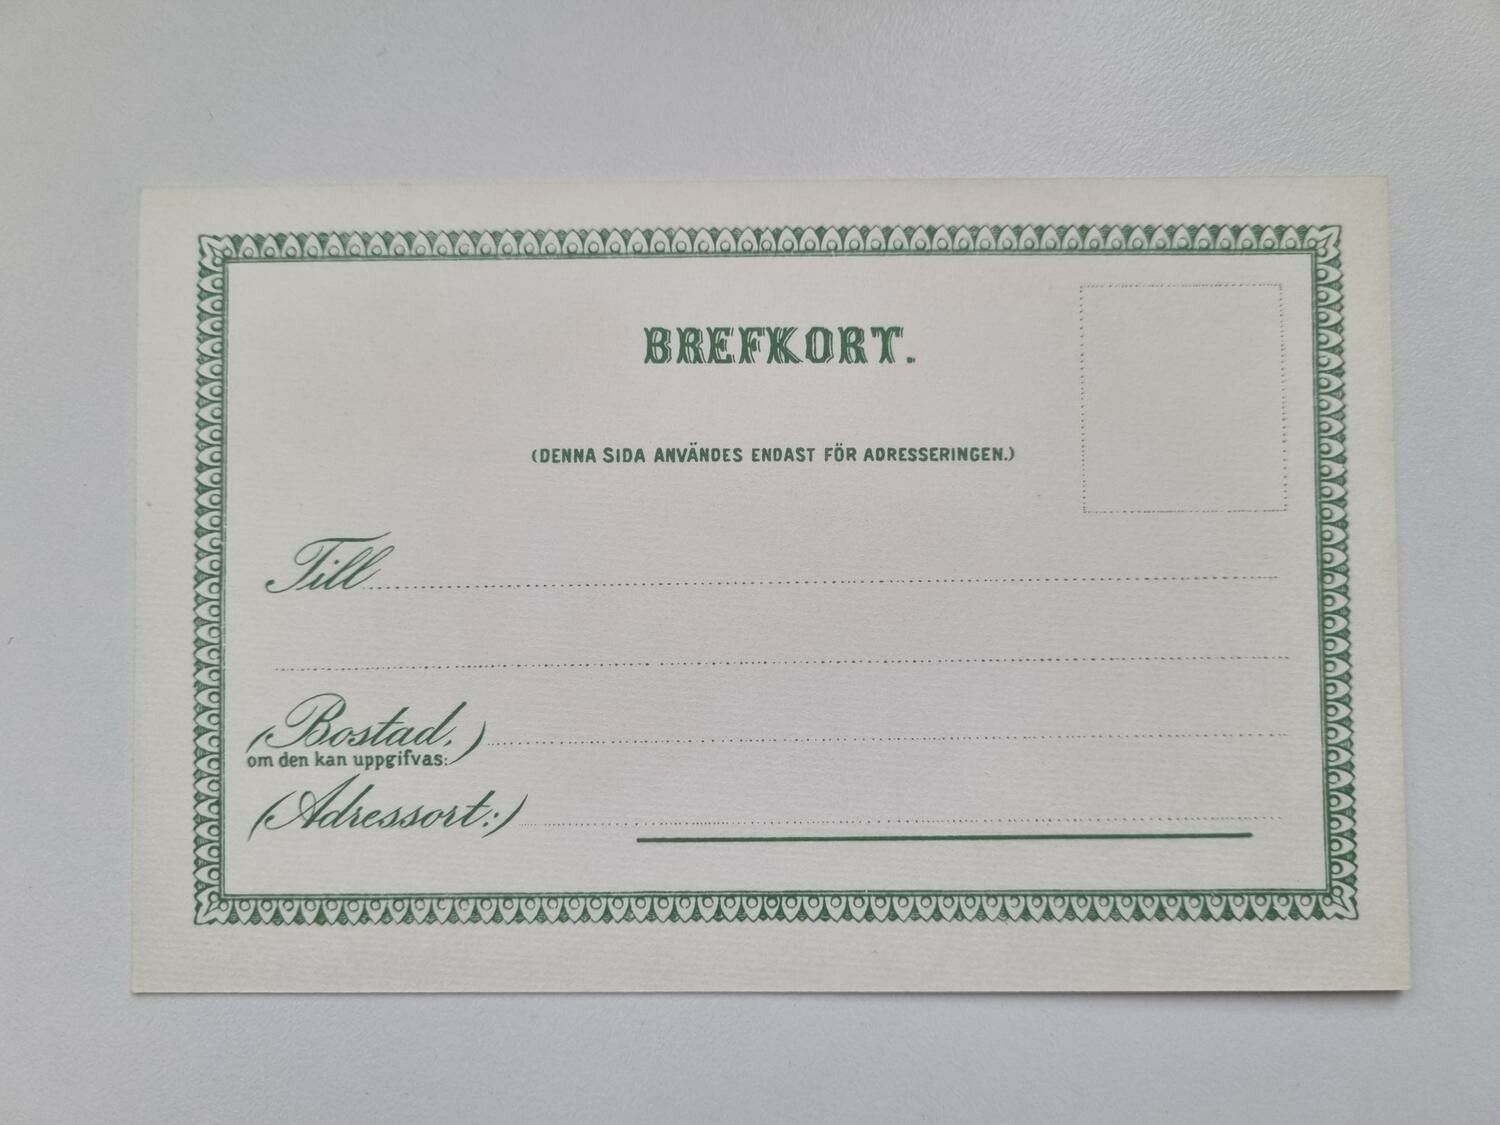 BREFKORT.
(DENNA SIDA ANVÄNDES ENDAST FÖR ADRESSERINGEN.)
Till
(Bostad,)
om den kan uppgifvas:
(Adressort:)